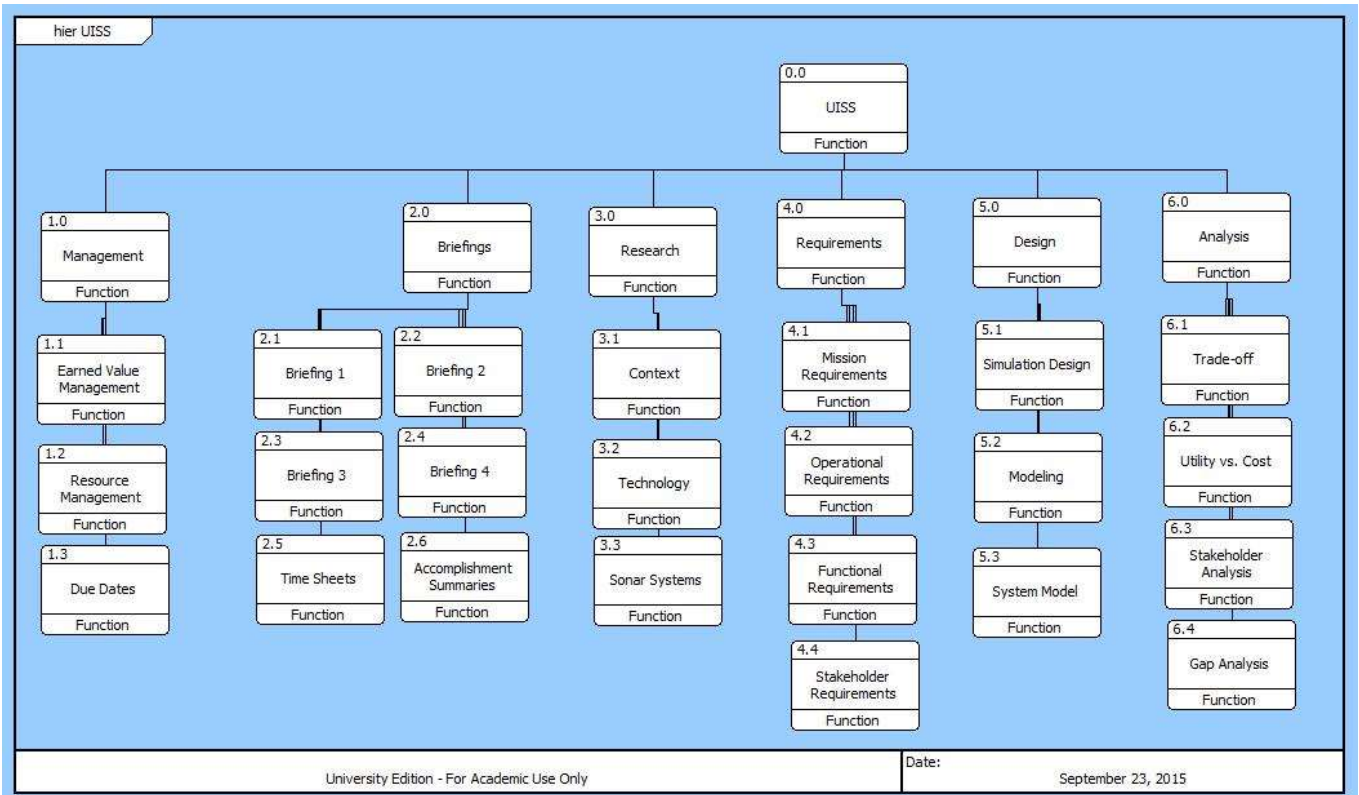 hier UISS
0.0
UISS
Function
1.0
Management
Function
2.0
Briefings
Function
3.0
Research
Function
4.0
Requirements
Function
5.0
Design
Function
6.0
Analysis
Function
1.1
Earned Value
Management
Function
1.2
Resource
Management
Function
1.3
Due Dates
Function
2.1
Briefing 1
Function
2.2
Briefing 2
Function
2.3
Briefing 3
Function
2.4
Briefing 4
Function
2.5
Time Sheets
Function
2.6
Accomplishment
Summaries
Function
3.1
Context
Function
3.2
Technology
Function
3.3
Sonar Systems
Function
4.1
Mission
Requirements
Function
4.2
Operational
Requirements
Function
4.3
Functional
Requirements
Function
4.4
Stakeholder
Requirements
Function
5.1
Simulation Design
Function
5.2
Modeling
Function
5.3
System Model
Function
6.1
Trade-off
Function
6.2
Utility vs. Cost
Function
6.3
Stakeholder
Analysis
Function
6.4
Gap Analysis
Function
University Edition - For Academic Use Only
Date:
September 23, 2015